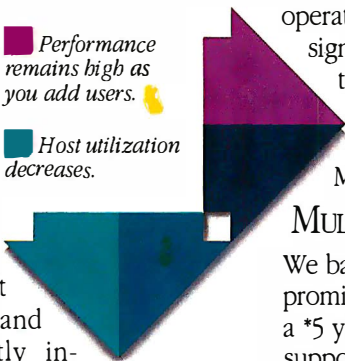 Performance
remains high as
you add users.
Host utilization
decreases.
operat
sign
t
M
MUL
We ba
promi
a *5 y
suppo
t
and
tly in-